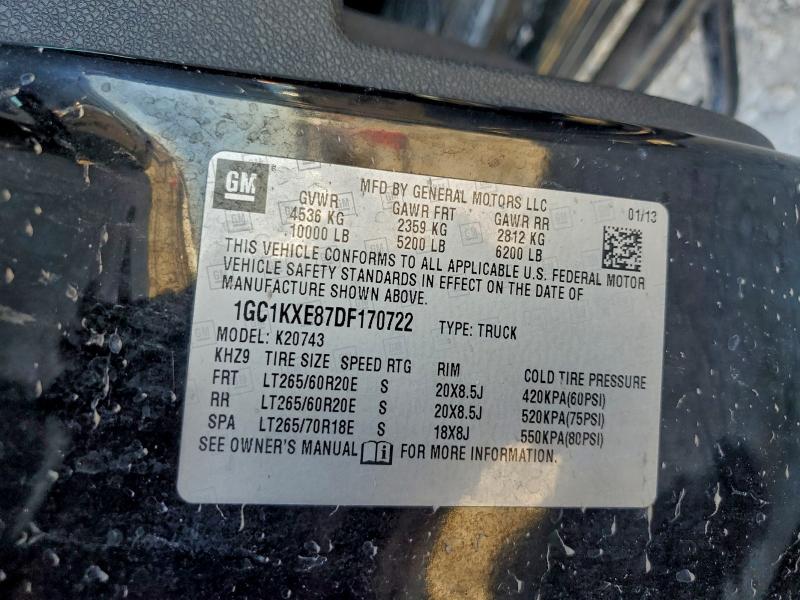 GM
MFD BY GENERAL MOTORS LLC
01/13
GVWR GAWR FRT GAWR RR
4536 KG 2359 KG 2812 KG
10000 LB 5200 LB 6200 LB
THIS VEHICLE CONFORMS TO ALL APPLICABLE U.S. FEDERAL MOTOR
VEHICLE SAFETY STANDARDS IN EFFECT ON THE DATE OF
MANUFACTURE SHOWN ABOVE.
1GC1KXE87DF170722 TYPE: TRUCK
MODEL: K20743
KHZ9 TIRE SIZE SPEED RTG RIM COLD TIRE PRESSURE
FRT LT265/60R20E S 20X8.5J 420KPA(60PSI)
RR LT265/60R20E S 20X8.5J 520KPA(75PSI)
SPA LT265/70R18E S 18X8J 550KPA(80PSI)
SEE OWNER'S MANUAL FOR MORE INFORMATION.